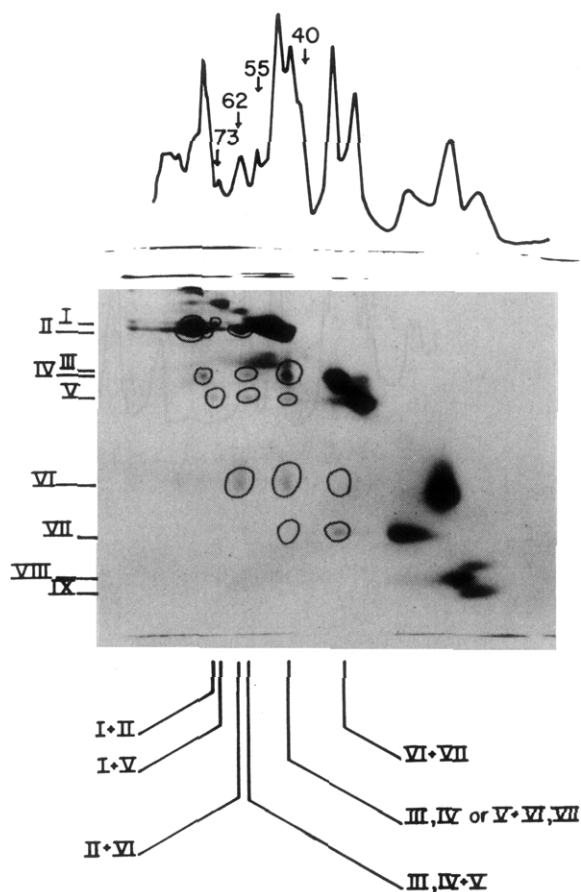 40
55
62
73
I
II
III
IV
V
VI
VII
VIII
IX
I+II
I+V
II+VI
VI+VII
III, IV or V+VI, VII
III, IV+V